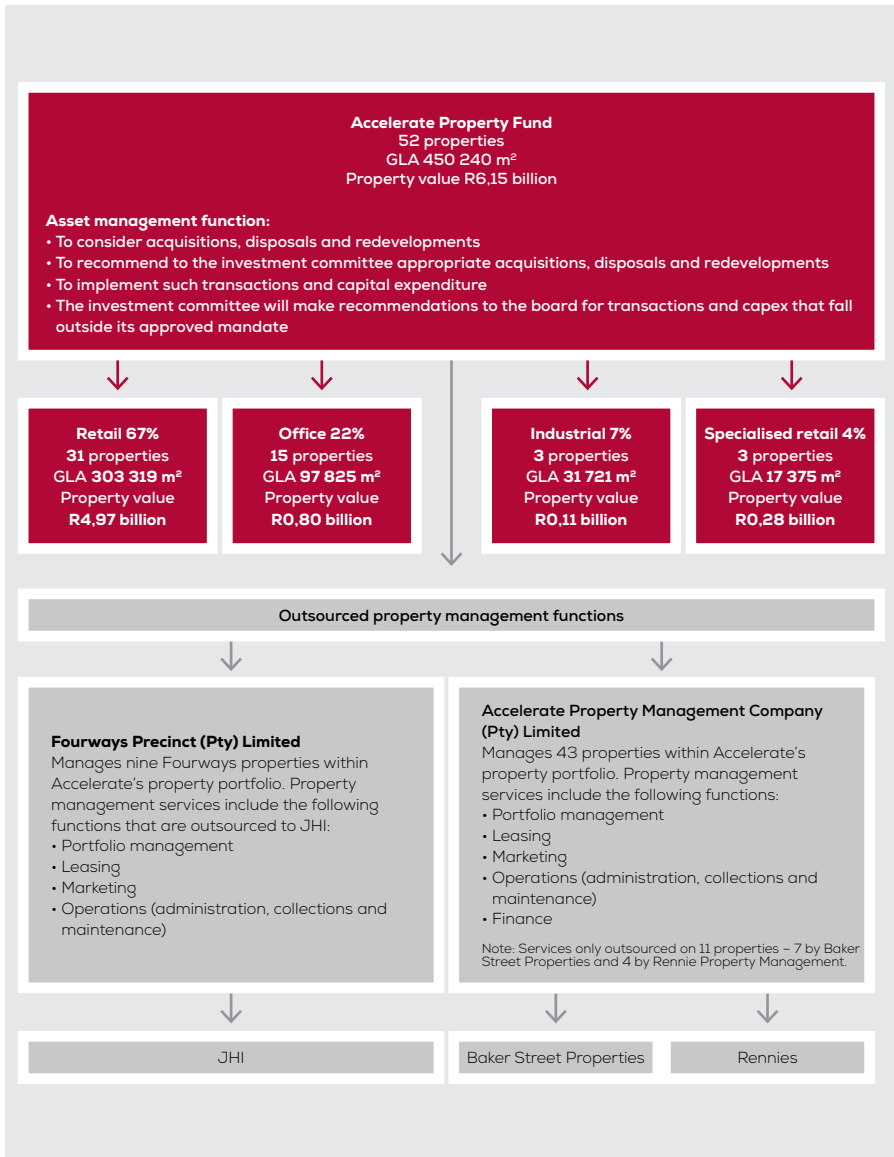 Accelerate Property Fund
52 properties
GLA 450 240 m²
Property value R6,15 billion
Asset management function:
• To consider acquisitions, disposals and redevelopments
• To recommend to the investment committee appropriate acquisitions, disposals and redevelopments
• To implement such transactions and capital expenditure
• The investment committee will make recommendations to the board for transactions and capex that fall
outside its approved mandate
Retail 67%
31 properties
GLA 303 319 m²
Property value
R4,97 billion
Office 22%
15 properties
GLA 97 825 m²
Property value
R0,80 billion
Industrial 7%
3 properties
GLA 31 721 m²
Property value
R0,11 billion
Specialised retail 4%
3 properties
GLA 17 375 m²
Property value
R0,28 billion
Outsourced property management functions
Fourways Precinct (Pty) Limited
Manages nine Fourways properties within
Accelerate’s property portfolio. Property
management services include the following
functions that are outsourced to JHI:
• Portfolio management
• Leasing
• Marketing
• Operations (administration, collections and
maintenance)
Accelerate Property Management Company
(Pty) Limited
Manages 43 properties within Accelerate’s
property portfolio. Property management
services include the following functions:
• Portfolio management
• Leasing
• Marketing
• Operations (administration, collections and
maintenance)
• Finance
Note: Services only outsourced on 11 properties – 7 by Baker
Street Properties and 4 by Rennie Property Management.
JHI
Baker Street Properties
Rennies